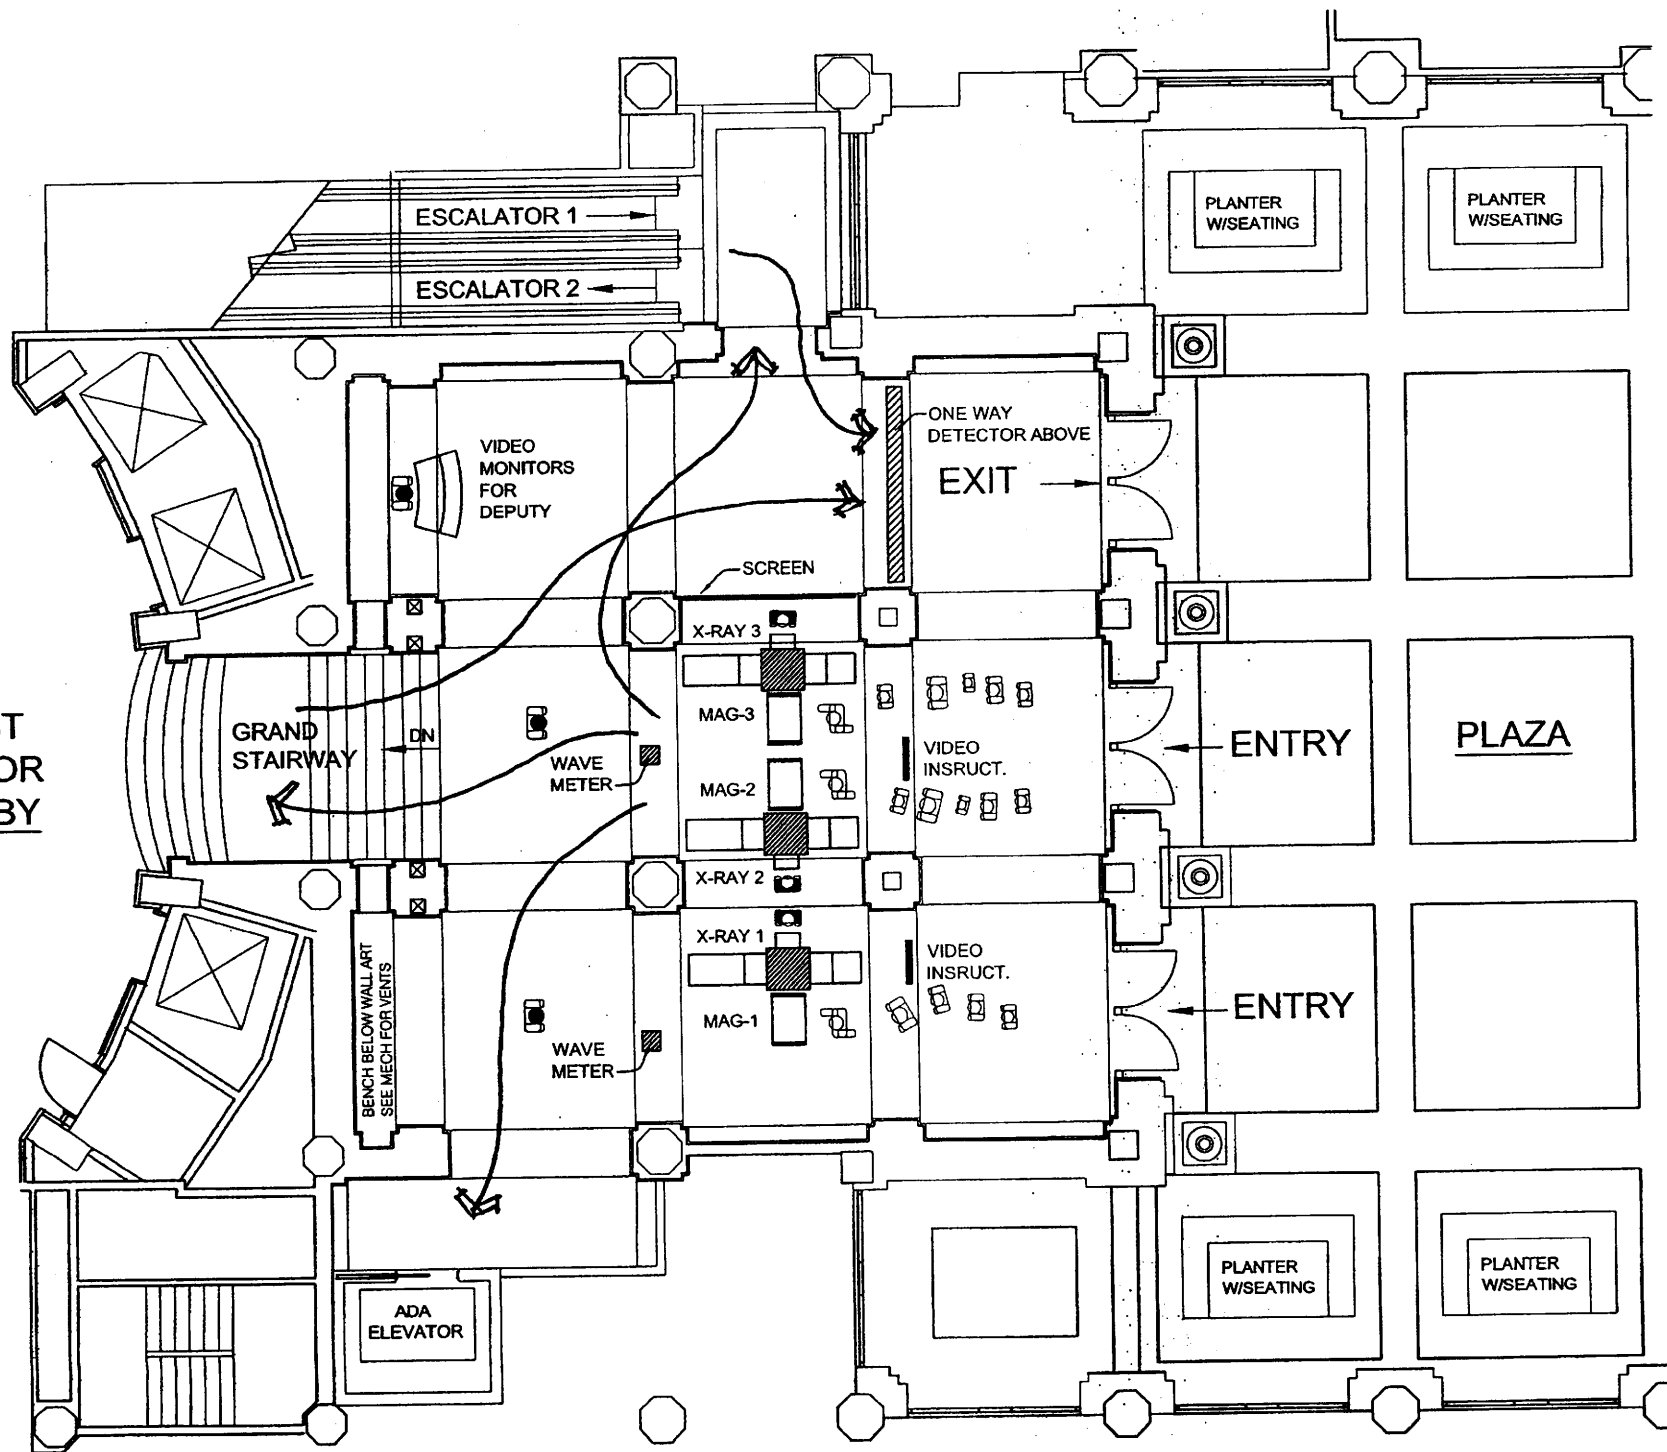 ESCALATOR 1
ESCALATOR 2
PLANTER
W/SEATING
PLANTER
W/SEATING
VIDEO
MONITORS
FOR
DEPUTY
ONE WAY
DETECTOR ABOVE
EXIT
SCREEN
X-RAY 3
MAG-3
GRAND
STAIRWAY
DN
WAVE
METER
MAG-2
VIDEO
INSRUCT.
ENTRY
PLAZA
X-RAY 2
X-RAY 1
VIDEO
INSRUCT.
MAG-1
ENTRY
WAVE
METER
BENCH BELOW WALL ART
SEE MECH FOR VENTS
ADA
ELEVATOR
PLANTER
W/SEATING
PLANTER
W/SEATING